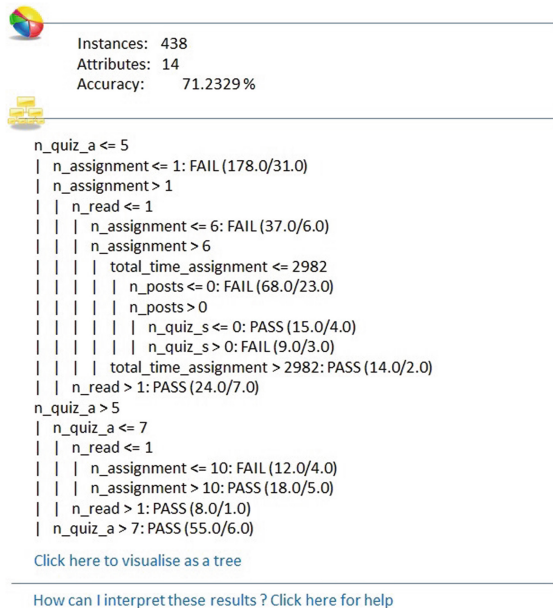 Instances: 438
Attributes: 14
Accuracy: 71.2329 %
n_quiz_a <= 5
| n_assignment <= 1: FAIL (178.0/31.0)
| n_assignment > 1
| | n_read <= 1
| | | n_assignment <= 6: FAIL (37.0/6.0)
| | | n_assignment > 6
| | | | total_time_assignment <= 2982
| | | | | n_posts <= 0: FAIL (68.0/23.0)
| | | | | n_posts > 0
| | | | | | n_quiz_s <= 0: PASS (15.0/4.0)
| | | | | | n_quiz_s > 0: FAIL (9.0/3.0)
| | | | total_time_assignment > 2982: PASS (14.0/2.0)
| | n_read > 1: PASS (24.0/7.0)
n_quiz_a > 5
| n_quiz_a <= 7
| | n_read <= 1
| | | n_assignment <= 10: FAIL (12.0/4.0)
| | | n_assignment > 10: PASS (18.0/5.0)
| | n_read > 1: PASS (8.0/1.0)
| n_quiz_a > 7: PASS (55.0/6.0)
Click here to visualise as a tree
How can I interpret these results ? Click here for help